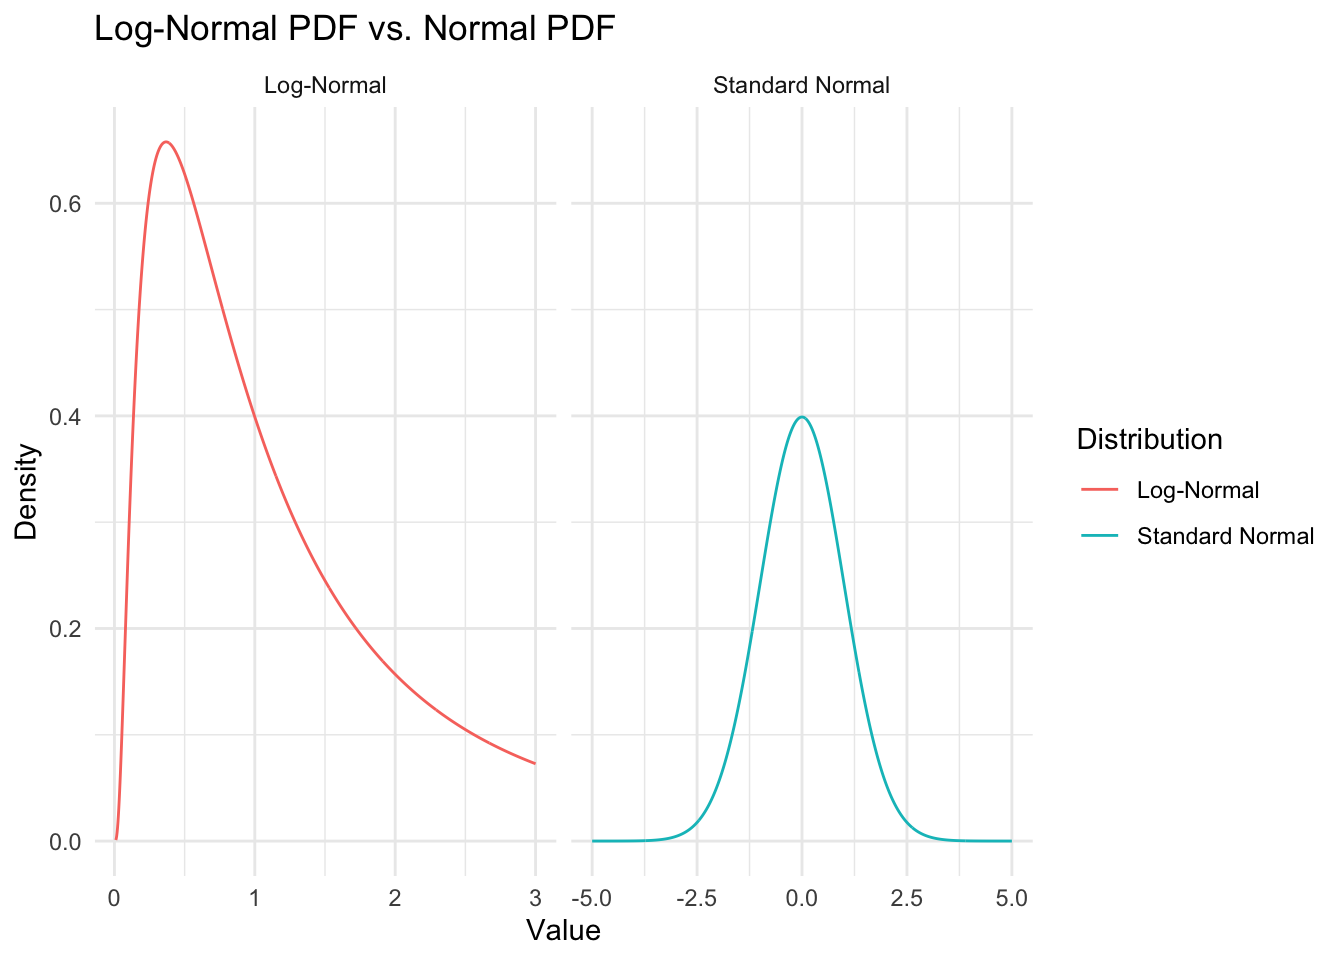 Log-Normal PDF vs. Normal PDF
Log-Normal
Standard Normal
0.6
0.4
0.2
0.0
Density
0 1 2 3
-5.0 -2.5 0.0 2.5 5.0
Value
Distribution
Log-Normal
Standard Normal